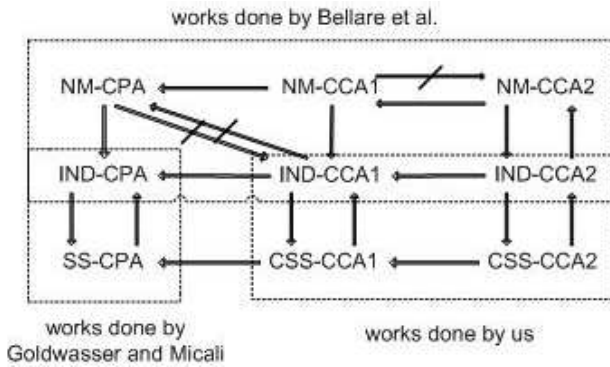 works done by Bellare et al.
NM-CPA NM-CCA1 NM-CCA2
IND-CPA IND-CCA1 IND-CCA2
SS-CPA CSS-CCA1 CSS-CCA2
works done by
Goldwasser and Micali
works done by us